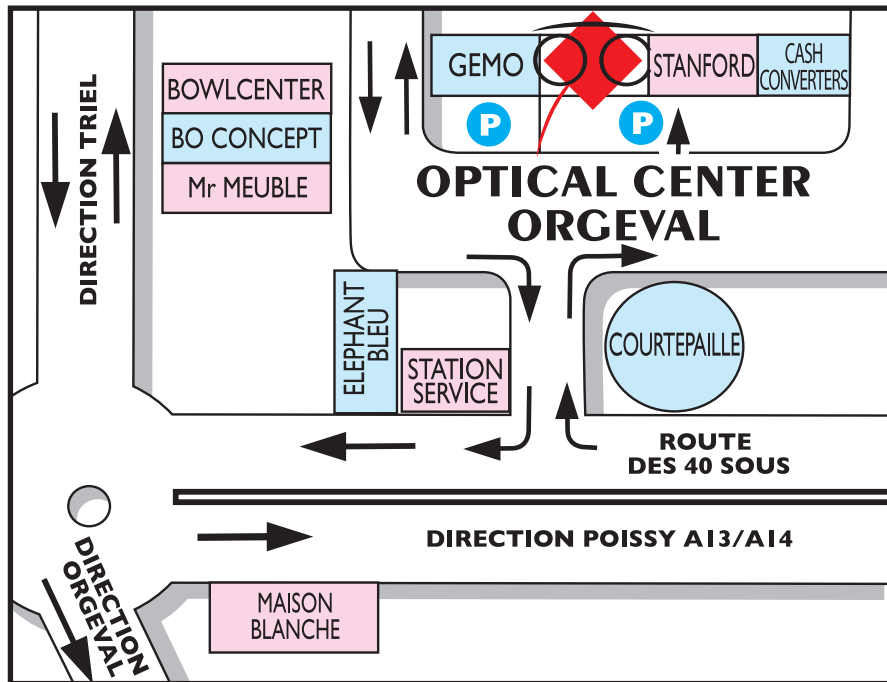 DIRECTION TRIEL
BOWLCENTER
BO CONCEPT
Mr MEUBLE
GEMO
STANFORD
CASH
CONVERTERS
P
P
OPTICAL CENTER
ORGEVAL
ELEPHANT
BLEU
STATION
SERVICE
COURTEPAILLE
ROUTE
DES 40 SOUS
DIRECTION POISSY A13/A14
DIRECTION
ORGEVAL
MAISON
BLANCHE